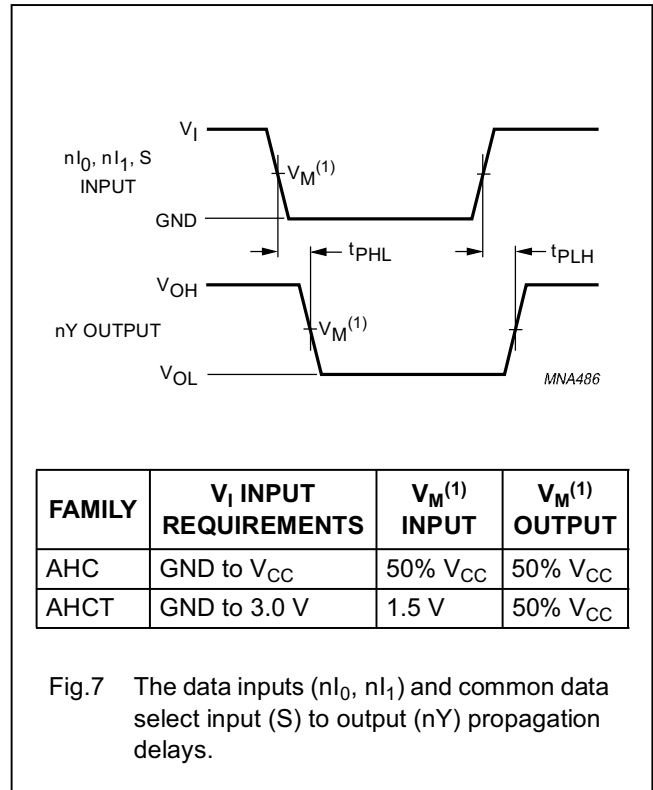 V_I
nI_0, nI_1, S
INPUT
V_M^(1)
GND
t_PHL
t_PLH
V_OH
nY OUTPUT
V_M^(1)
V_OL
MNA486
FAMILY V_I INPUT REQUIREMENTS V_M^(1) INPUT V_M^(1) OUTPUT
AHC GND to V_CC 50% V_CC 50% V_CC
AHCT GND to 3.0 V 1.5 V 50% V_CC
Fig.7 The data inputs (nI_0, nI_1) and common data
select input (S) to output (nY) propagation
delays.